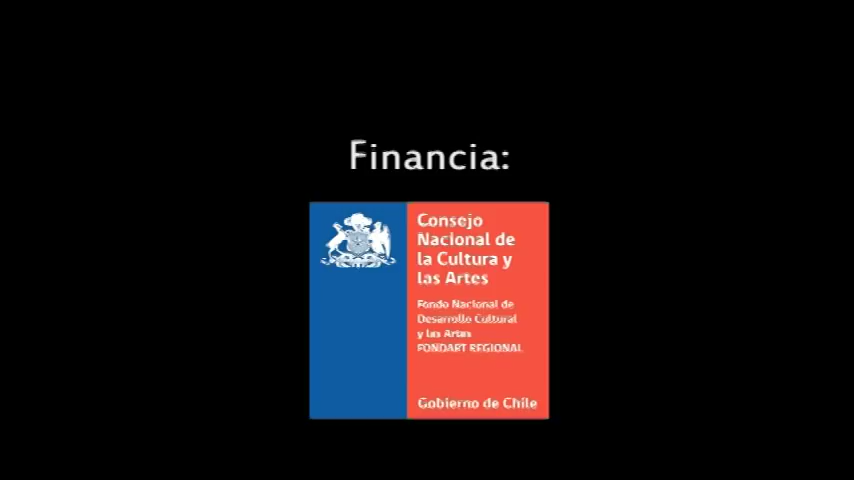 Financia:
Consejo
Nacional de
la Cultura y
las Artes
Fondo Nacional de
Desarrollo Cultural
y las Artes
FONDART REGIONAL
Gobierno de Chile